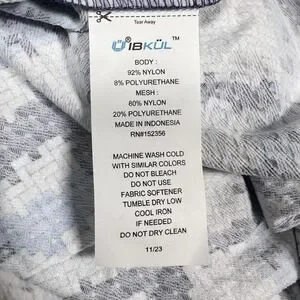 Tear Away
IBKÜL™
BODY :
92% NYLON
8% POLYURETHANE
MESH :
80% NYLON
20% POLYURETHANE
MADE IN INDONESIA
RN#152356
MACHINE WASH COLD
WITH SIMILAR COLORS
DO NOT BLEACH
DO NOT USE
FABRIC SOFTENER
TUMBLE DRY LOW
COOL IRON
IF NEEDED
DO NOT DRY CLEAN
11/23